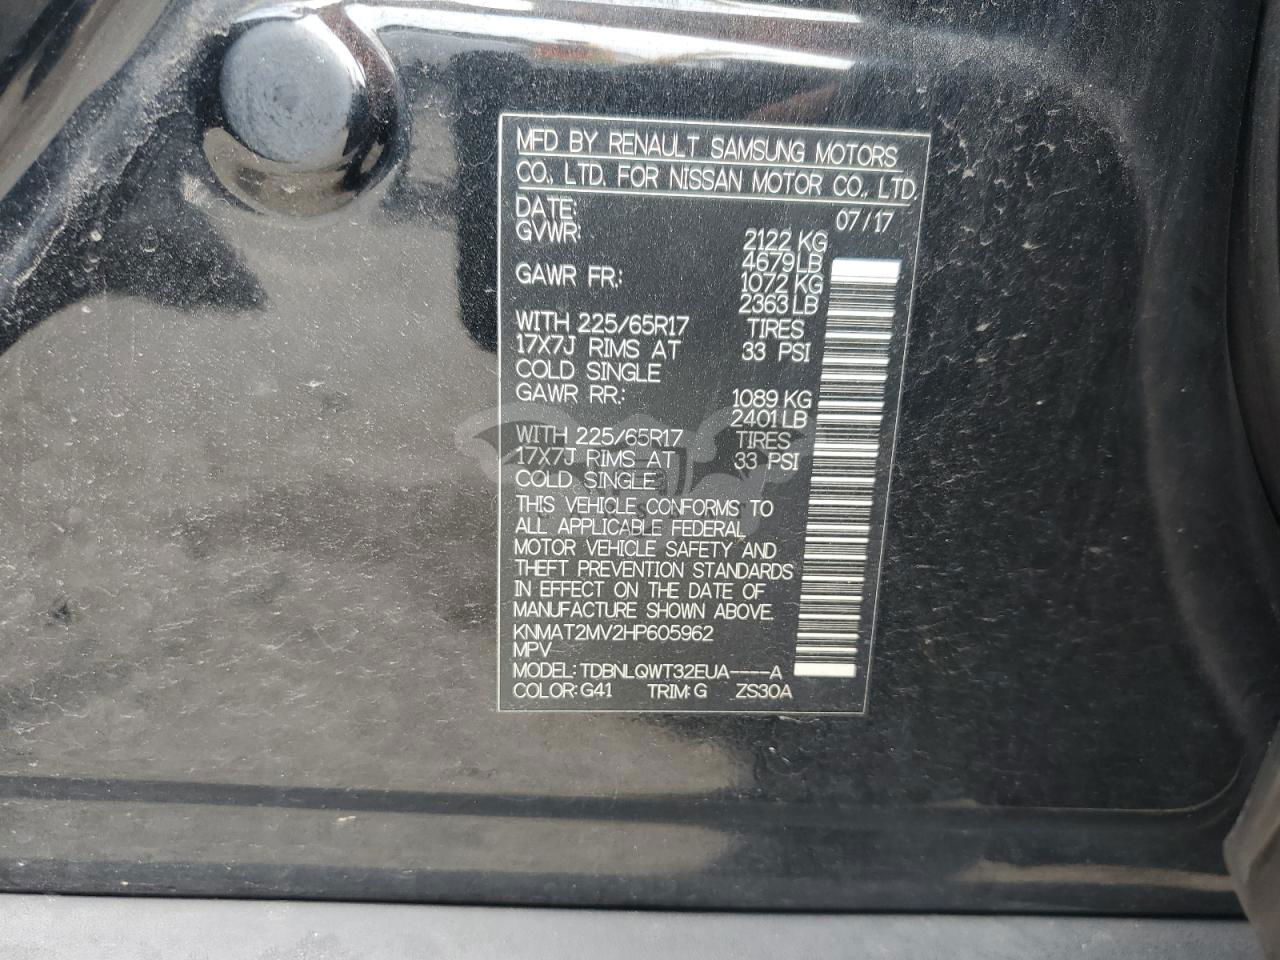 MFD BY RENAULT SAMSUNG MOTORS
CO., LTD. FOR NISSAN MOTOR CO., LTD.
DATE: 07/17
GVWR: 2122 KG
4679 LB
GAWR FR.: 1072 KG
2363 LB
WITH 225/65R17 TIRES
17X7J RIMS AT 33 PSI
COLD SINGLE
GAWR RR.: 1089 KG
2401 LB
WITH 225/65R17 TIRES
17X7J RIMS AT 33 PSI
COLD SINGLE
THIS VEHICLE CONFORMS TO
ALL APPLICABLE FEDERAL
MOTOR VEHICLE SAFETY AND
THEFT PREVENTION STANDARDS
IN EFFECT ON THE DATE OF
MANUFACTURE SHOWN ABOVE.
KNMAT2MV2HP605962
MPV
MODEL: TDBNLQWT32EUA----A
COLOR: G41 TRIM: G ZS30A